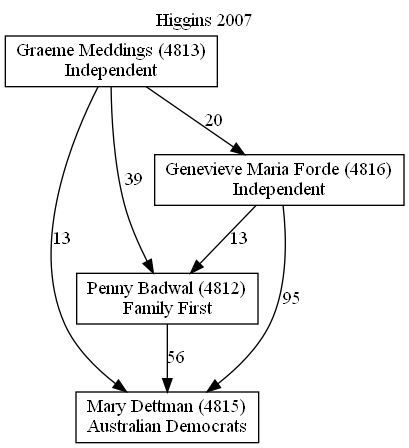 Higgins 2007
Graeme Meddings (4813)
Independent
20
Genevieve Maria Forde (4816)
Independent
39
13
13
Penny Badwal (4812)
Family First
95
56
Mary Dettman (4815)
Australian Democrats